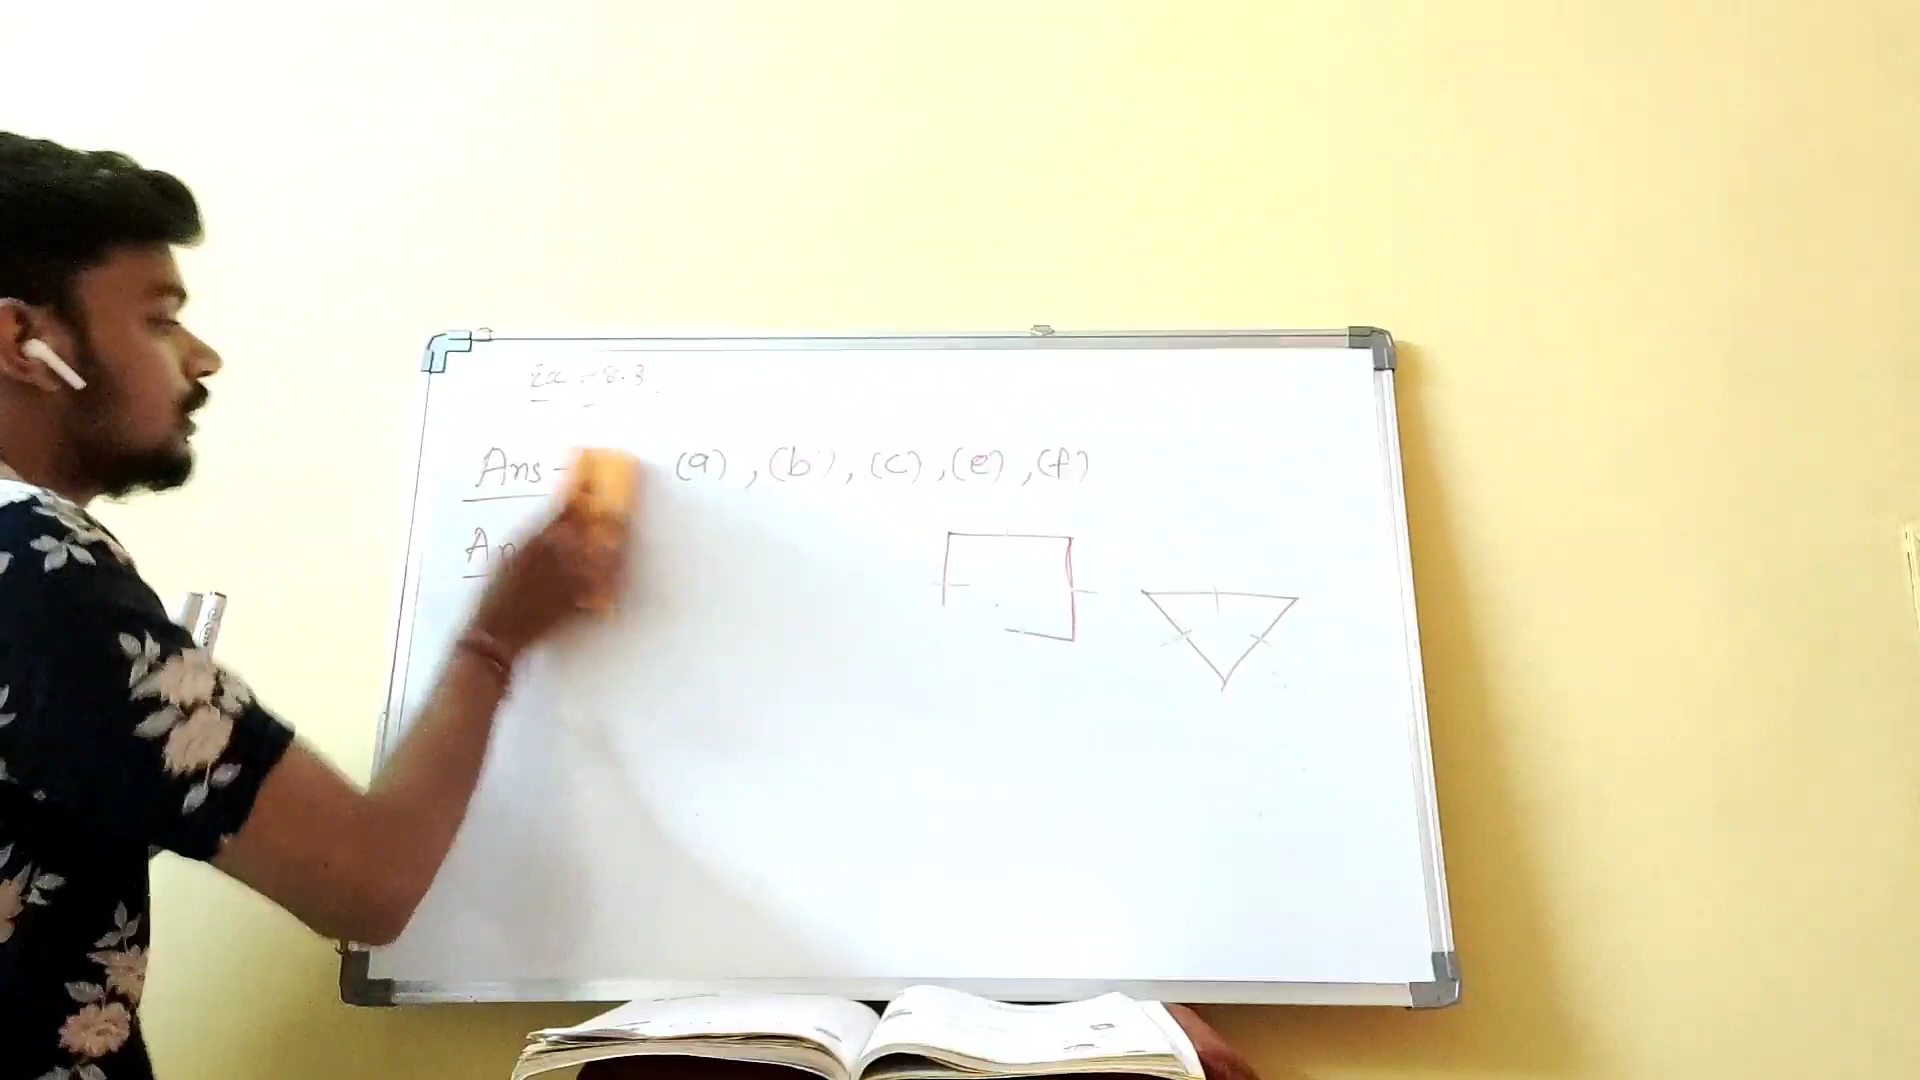 Ex - 8.3
Ans - (a), (b), (c), (e), (f)
An